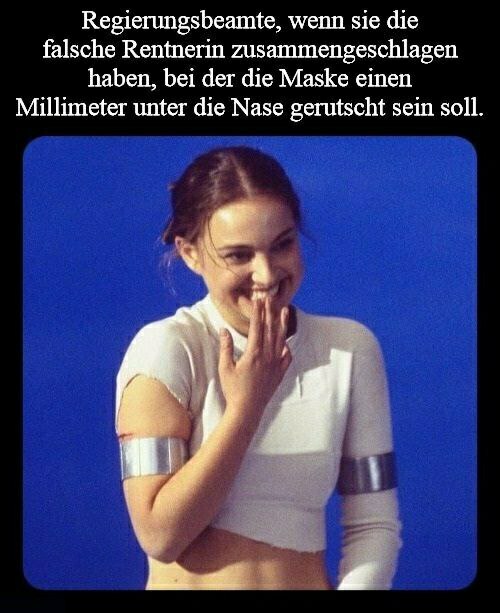 Regierungsbeamte, wenn sie die
falsche Rentnerin zusammengeschlagen
haben, bei der die Maske einen
Millimeter unter die Nase gerutscht sein soll.